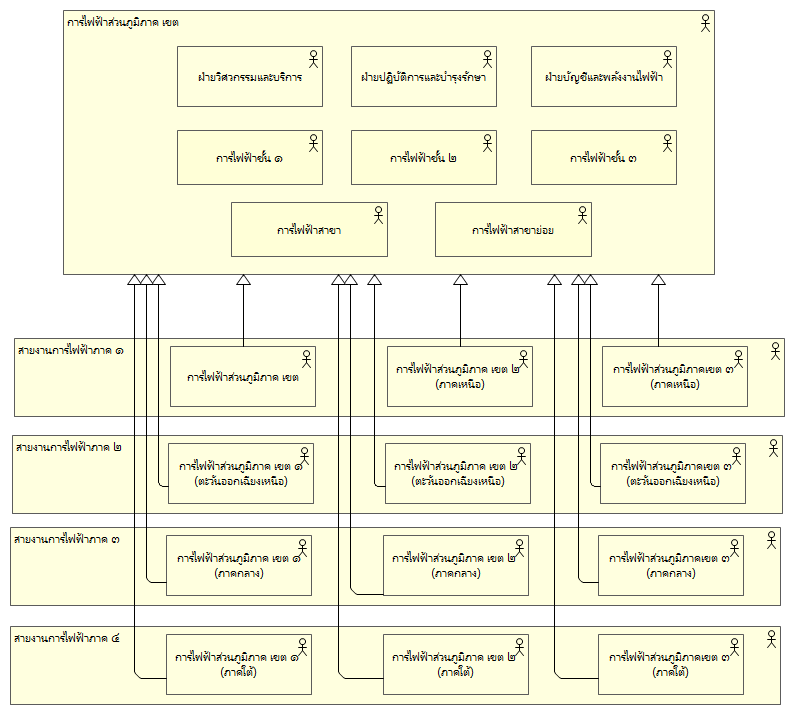 การไฟฟ้าส่วนภูมิภาค เขต
ฝ่ายวิศวกรรมและบริการ
ฝ่ายปฏิบัติการและบำรุงรักษา
ฝ่ายบัญชีและพลังงานไฟฟ้า
การไฟฟ้าชั้น ๑
การไฟฟ้าชั้น ๒
การไฟฟ้าชั้น ๓
การไฟฟ้าสาขา
การไฟฟ้าสาขาย่อย
สายงานการไฟฟ้าภาค ๑
การไฟฟ้าส่วนภูมิภาค เขต
การไฟฟ้าส่วนภูมิภาค เขต ๒
(ภาคเหนือ)
การไฟฟ้าส่วนภูมิภาคเขต ๓
(ภาคเหนือ)
สายงานการไฟฟ้าภาค ๒
การไฟฟ้าส่วนภูมิภาค เขต ๑
(ตะวันออกเฉียงเหนือ)
การไฟฟ้าส่วนภูมิภาค เขต ๒
(ตะวันออกเฉียงเหนือ)
การไฟฟ้าส่วนภูมิภาคเขต ๓
(ตะวันออกเฉียงเหนือ)
สายงานการไฟฟ้าภาค ๓
การไฟฟ้าส่วนภูมิภาค เขต ๑
(ภาคกลาง)
การไฟฟ้าส่วนภูมิภาค เขต ๒
(ภาคกลาง)
การไฟฟ้าส่วนภูมิภาคเขต ๓
(ภาคกลาง)
สายงานการไฟฟ้าภาค ๔
การไฟฟ้าส่วนภูมิภาค เขต ๑
(ภาคใต้)
การไฟฟ้าส่วนภูมิภาค เขต ๒
(ภาคใต้)
การไฟฟ้าส่วนภูมิภาคเขต ๓
(ภาคใต้)